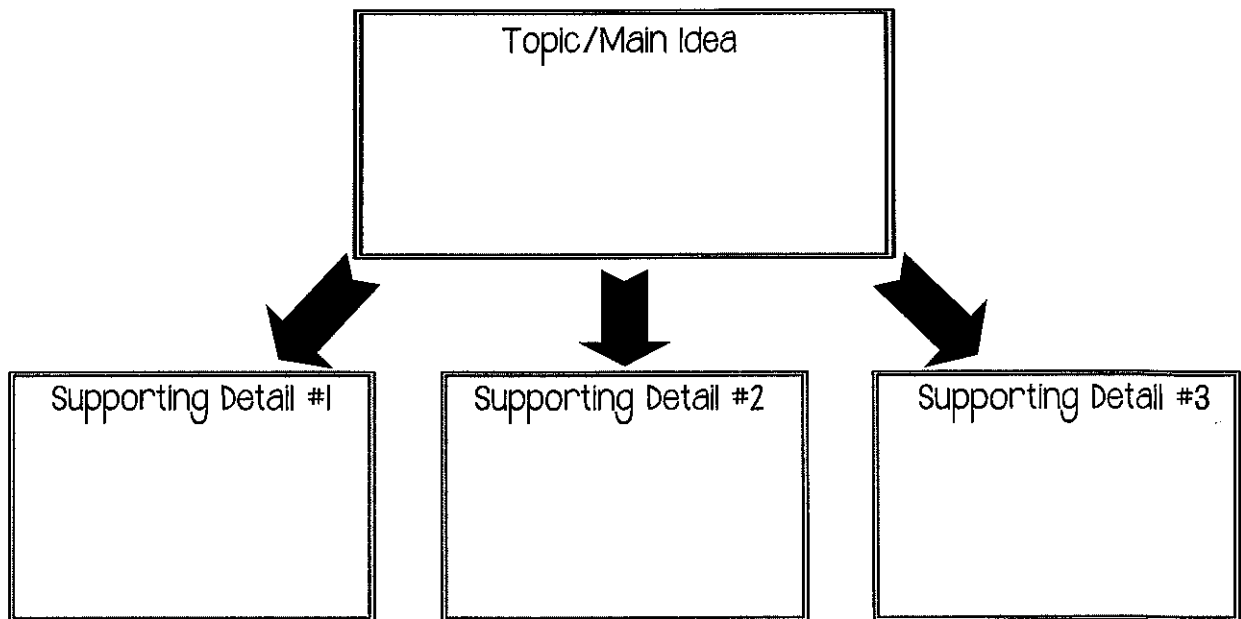 Topic/Main Idea
Supporting Detail #1
Supporting Detail #2
Supporting Detail #3